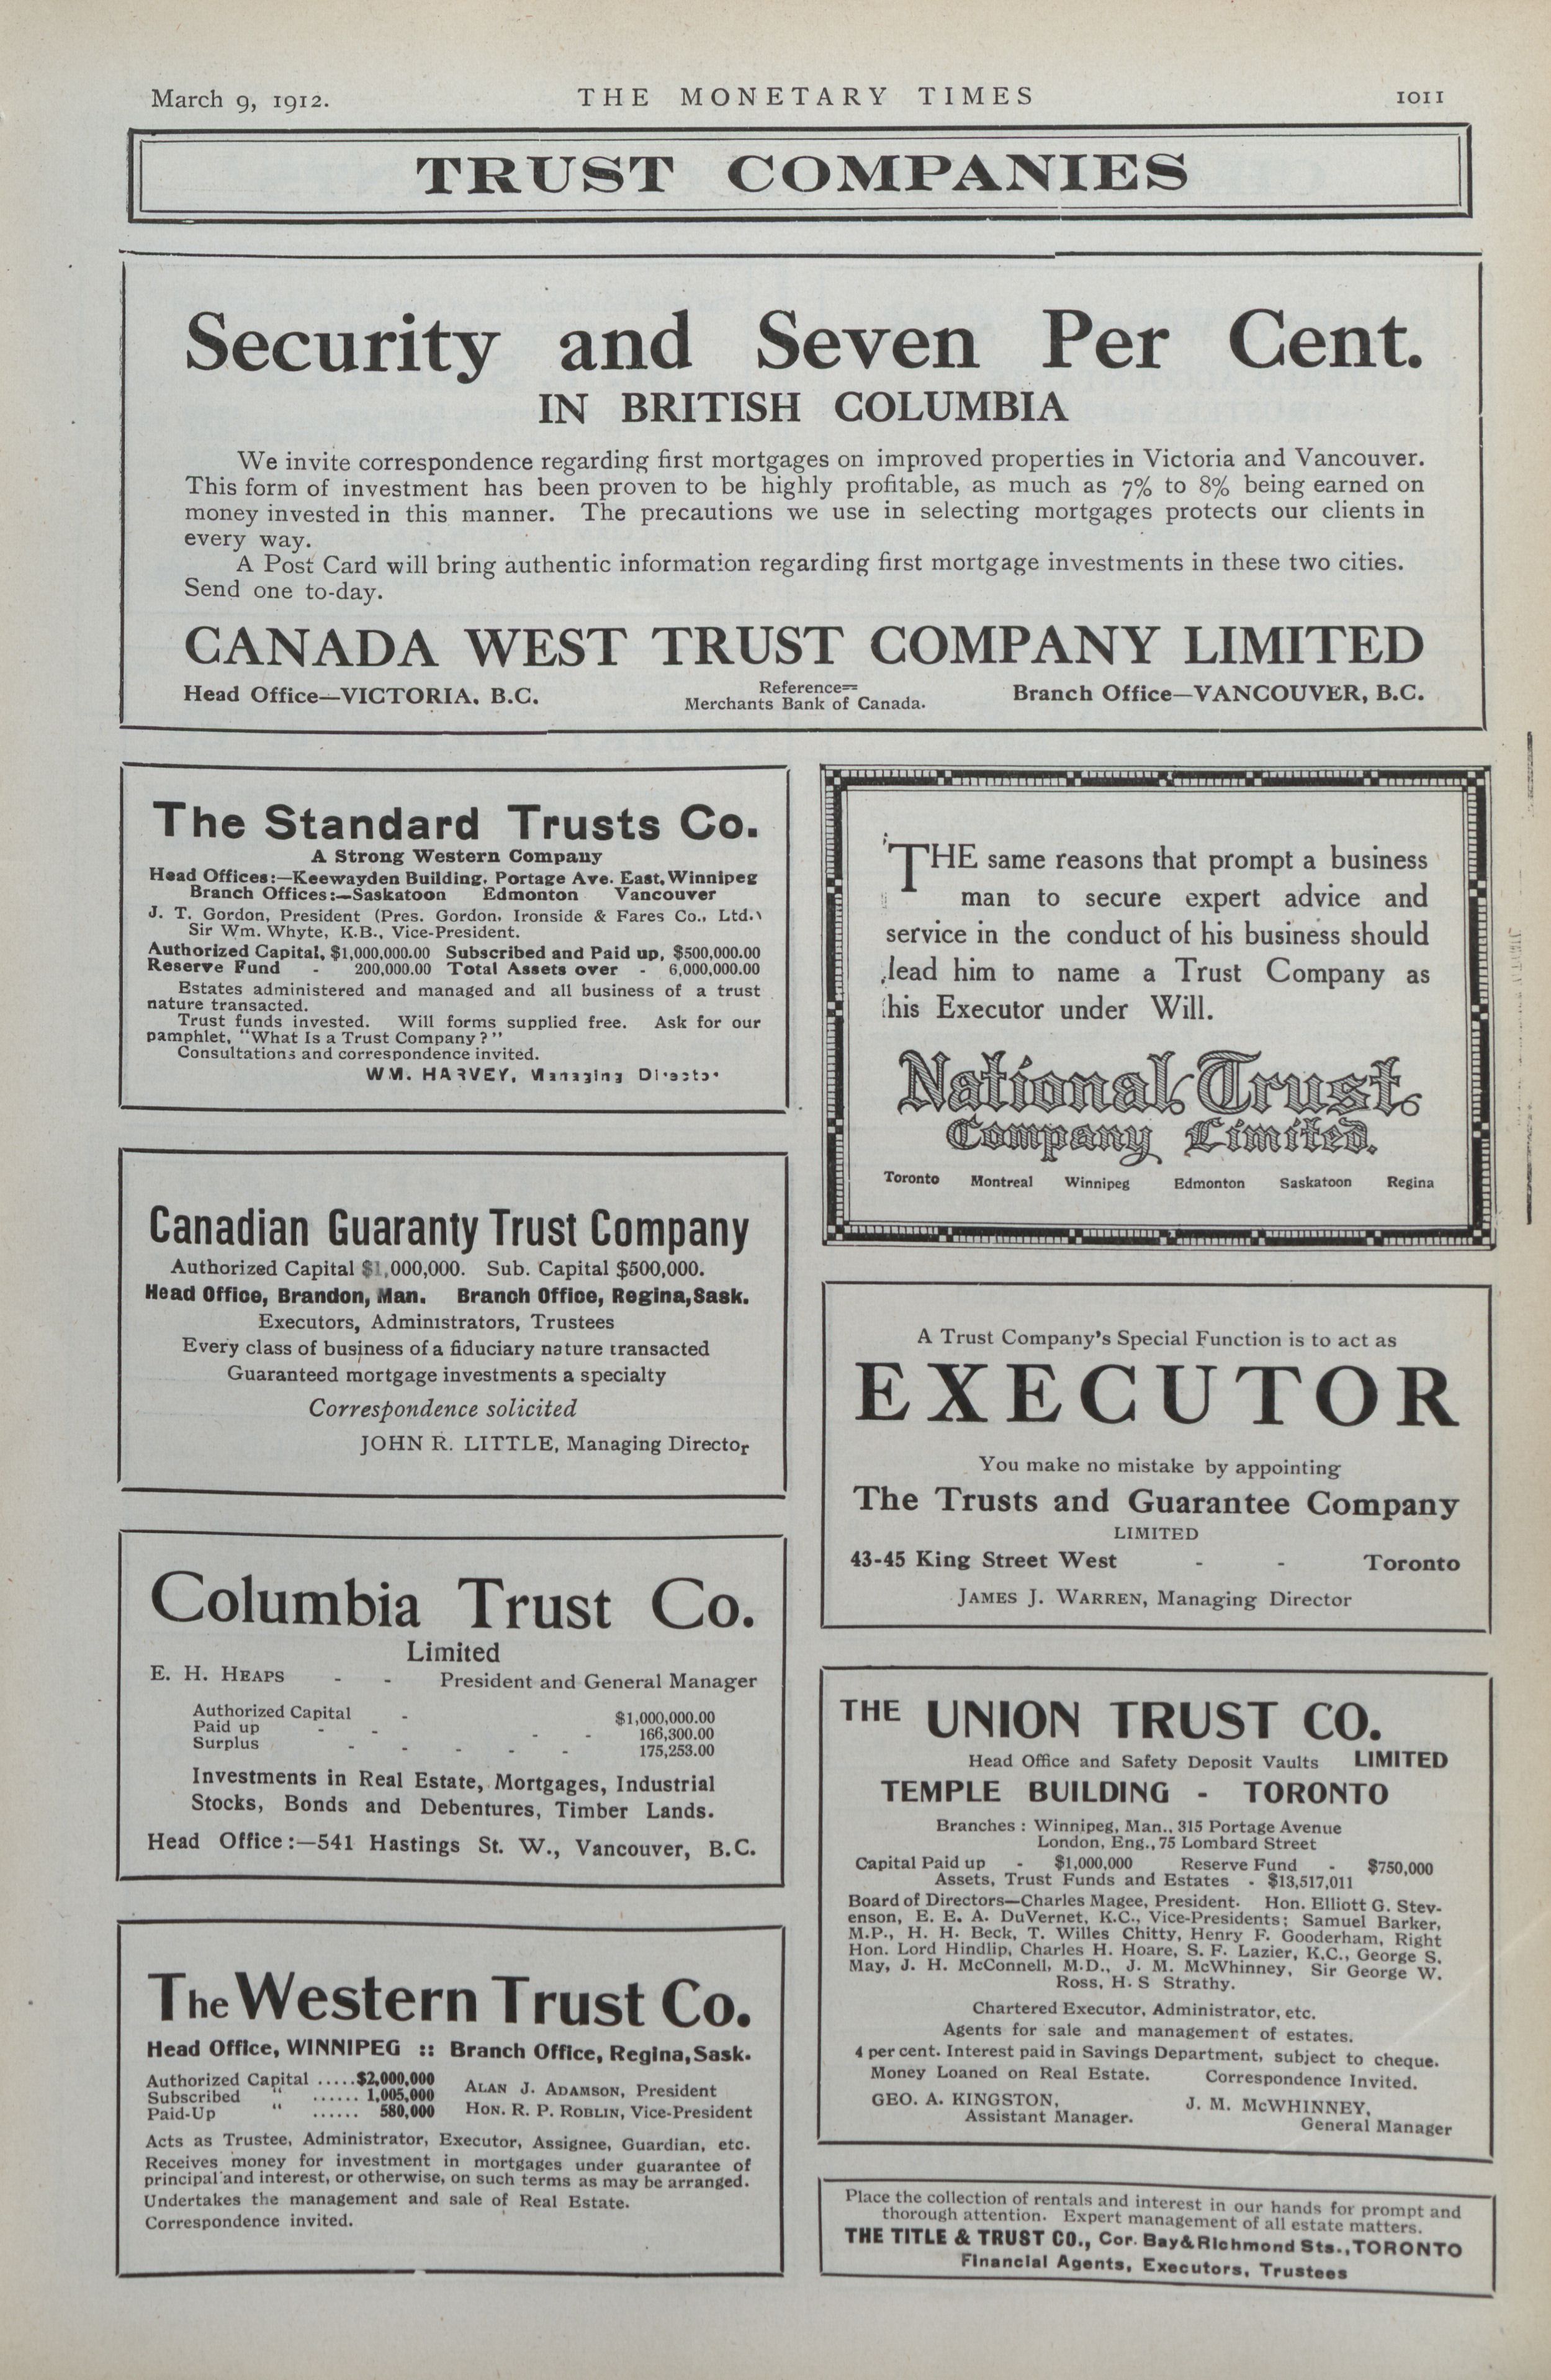 March 9, 1912.
THE MONETARY TIMES
1011
TRUST COMPANIES
Security and Seven Per Cent.
IN BRITISH COLUMBIA
We invite correspondence regarding first mortgages on improved properties in Victoria and Vancouver.
This form of investment has been proven to be highly profitable, as much as 7% to 8% being earned on
money invested in this manner. The precautions we use in selecting mortgages protects our clients in
every way.
A Post Card will bring authentic information regarding first mortgage investments in these two cities.
Send one to-day.
CANADA WEST TRUST COMPANY LIMITED
Head Office—VICTORIA, B.C.
Reference=
Merchants Bank of Canada.
Branch Office—VANCOUVER, B.C.
The Standard Trusts Co.
A Strong Western Company
Head Offices:—Keewayden Building, Portage Ave. East, Winnipeg
Branch Offices:—Saskatoon Edmonton Vancouver
J. T. Gordon, President (Pres. Gordon, Ironside & Fares Co., Ltd.)
Sir Wm. Whyte, K.B., Vice-President.
Authorized Capital, $1,000,000.00 Subscribed and Paid up, $500,000.00
Reserve Fund - 200,000.00 Total Assets over - 6,000,000.00
Estates administered and managed and all business of a trust
nature transacted.
Trust funds invested. Will forms supplied free. Ask for our
pamphlet, "What Is a Trust Company?"
Consultations and correspondence invited.
WM. HARVEY, Managing Director
Canadian Guaranty Trust Company
Authorized Capital $1,000,000. Sub. Capital $500,000.
Head Office, Brandon, Man. Branch Office, Regina, Sask.
Executors, Administrators, Trustees
Every class of business of a fiduciary nature transacted
Guaranteed mortgage investments a specialty
Correspondence solicited
JOHN R. LITTLE, Managing Director
Columbia Trust Co.
Limited
E. H. HEAPS - - President and General Manager
Authorized Capital - $1,000,000.00
Paid up - - - - 166,300.00
Surplus - - - - - 175,253.00
Investments in Real Estate, Mortgages, Industrial
Stocks, Bonds and Debentures, Timber Lands.
Head Office:—541 Hastings St. W., Vancouver, B.C.
The Western Trust Co.
Head Office, WINNIPEG :: Branch Office, Regina, Sask.
Authorized Capital .....$2,000,000
Subscribed " ...... 1,005,000
Paid-Up " ...... 580,000
ALAN J. ADAMSON, President
HON. R. P. ROBLIN, Vice-President
Acts as Trustee, Administrator, Executor, Assignee, Guardian, etc.
Receives money for investment in mortgages under guarantee of
principal and interest, or otherwise, on such terms as may be arranged.
Undertakes the management and sale of Real Estate.
Correspondence invited.
THE same reasons that prompt a business
man to secure expert advice and
service in the conduct of his business should
lead him to name a Trust Company as
his Executor under Will.
National Trust
Company Limited.
Toronto Montreal Winnipeg Edmonton Saskatoon Regina
A Trust Company's Special Function is to act as
EXECUTOR
You make no mistake by appointing
The Trusts and Guarantee Company
LIMITED
43-45 King Street West - - Toronto
JAMES J. WARREN, Managing Director
THE UNION TRUST CO.
Head Office and Safety Deposit Vaults LIMITED
TEMPLE BUILDING - TORONTO
Branches : Winnipeg, Man., 315 Portage Avenue
London, Eng., 75 Lombard Street
Capital Paid up - $1,000,000 Reserve Fund - $750,000
Assets, Trust Funds and Estates - $13,517,011
Board of Directors—Charles Magee, President. Hon. Elliott G. Stev-
enson, E. E. A. DuVernet, K.C., Vice-Presidents; Samuel Barker,
M.P., H. H. Beck, T. Willes Chitty, Henry F. Gooderham, Right
Hon. Lord Hindlip, Charles H. Hoare, S. F. Lazier, K.C., George S.
May, J. H. McConnell, M.D., J. M. McWhinney, Sir George W.
Ross, H. S Strathy.
Chartered Executor, Administrator, etc.
Agents for sale and management of estates.
4 per cent. Interest paid in Savings Department, subject to cheque.
Money Loaned on Real Estate. Correspondence Invited.
GEO. A. KINGSTON,
Assistant Manager.
J. M. McWHINNEY,
General Manager
Place the collection of rentals and interest in our hands for prompt and
thorough attention. Expert management of all estate matters.
THE TITLE & TRUST CO., Cor. Bay & Richmond Sts., TORONTO
Financial Agents, Executors, Trustees